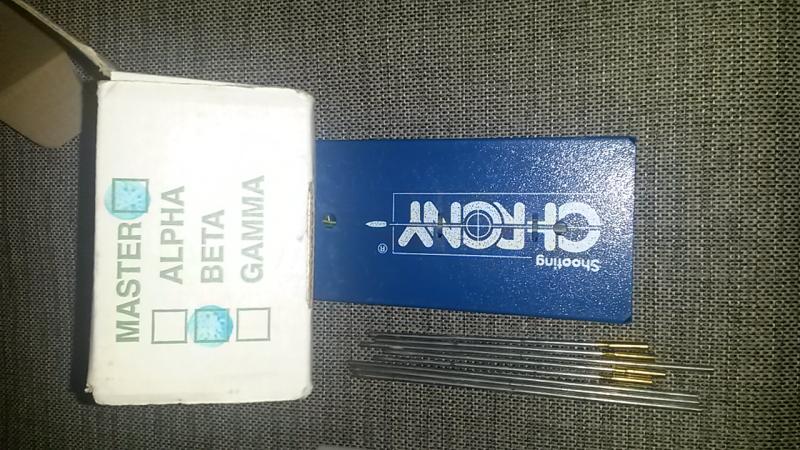 MASTER
ALPHA
BETA
GAMMA
Shooting
CHRONY
®